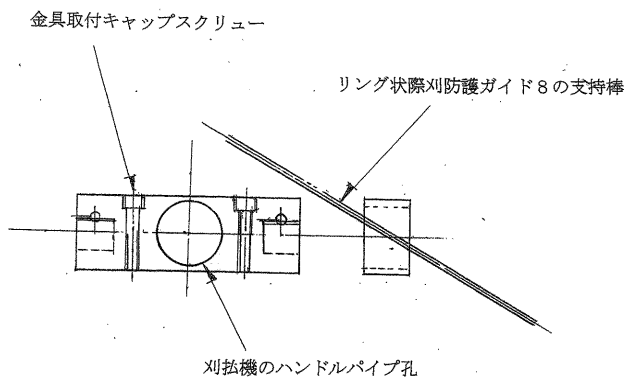 金具取付キャップスクリュー
リング状際刈防護ガイド8の支持棒
刈払機のハンドルパイプ孔